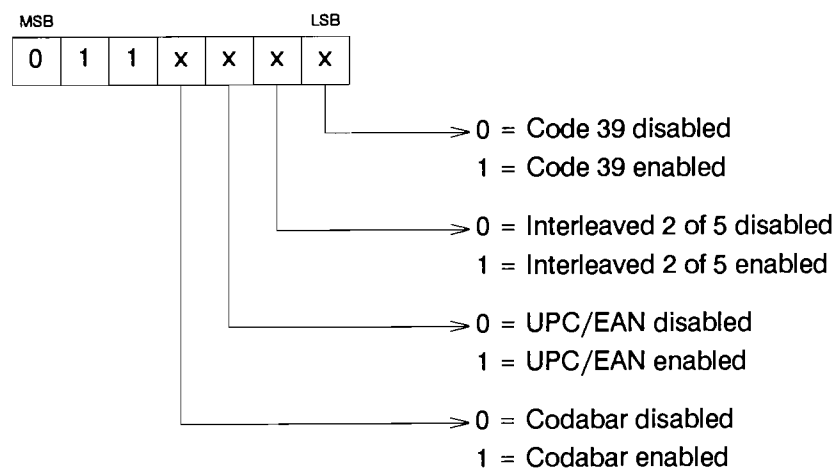 MSB LSB
0 1 1 x x x x
0 = Code 39 disabled
1 = Code 39 enabled
0 = Interleaved 2 of 5 disabled
1 = Interleaved 2 of 5 enabled
0 = UPC/EAN disabled
1 = UPC/EAN enabled
0 = Codabar disabled
1 = Codabar enabled